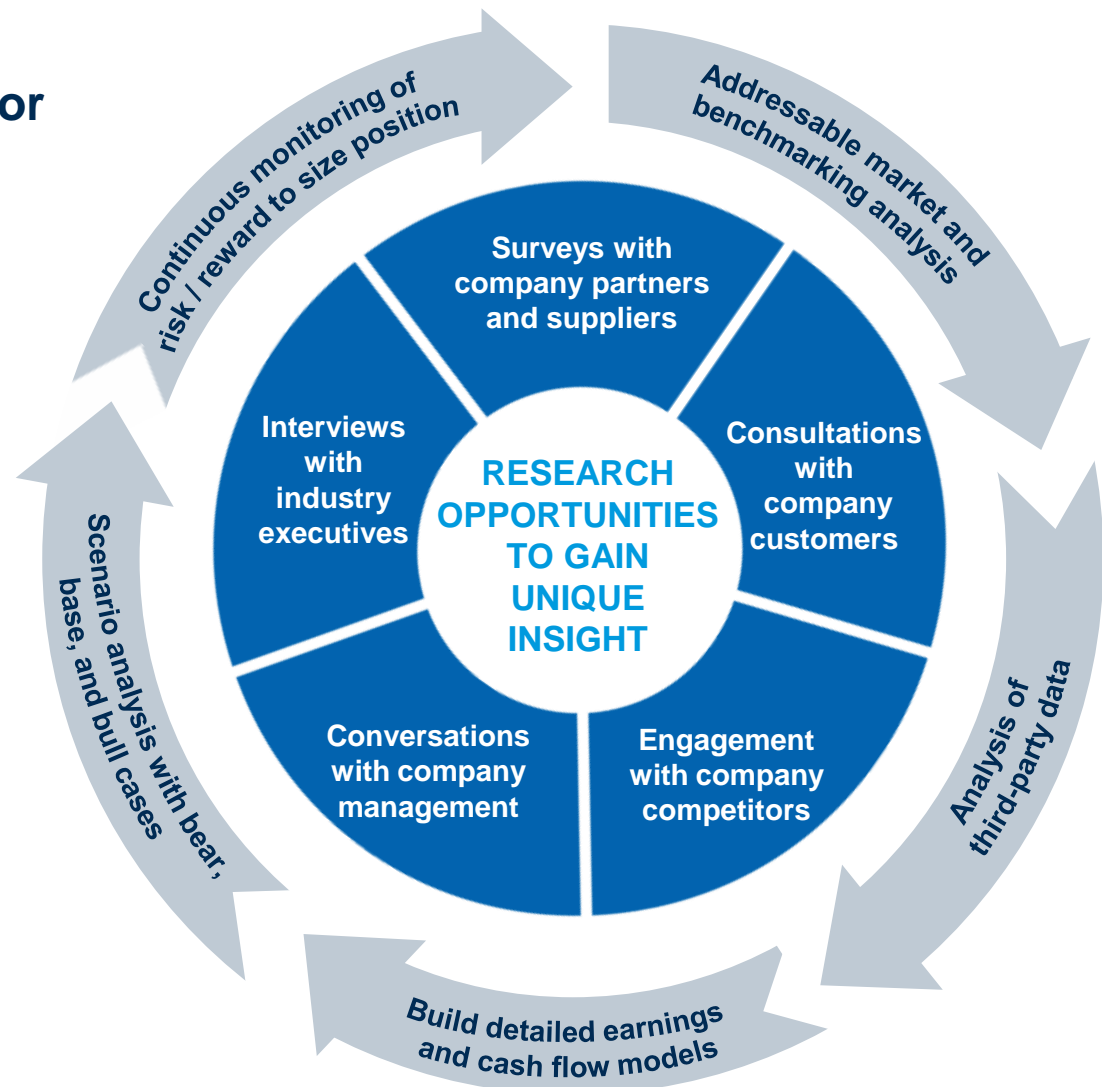 or
Continuous monitoring of
risk / reward to size position
Addressable market and
benchmarking analysis
Surveys with
company partners
and suppliers
Interviews
with
industry
executives
Consultations
with
company
customers
RESEARCH
OPPORTUNITIES
TO GAIN
UNIQUE
INSIGHT
Conversations
with company
management
Engagement
with company
competitors
Scenario analysis with bear,
base, and bull cases
Analysis of
third-party data
Build detailed earnings
and cash flow models